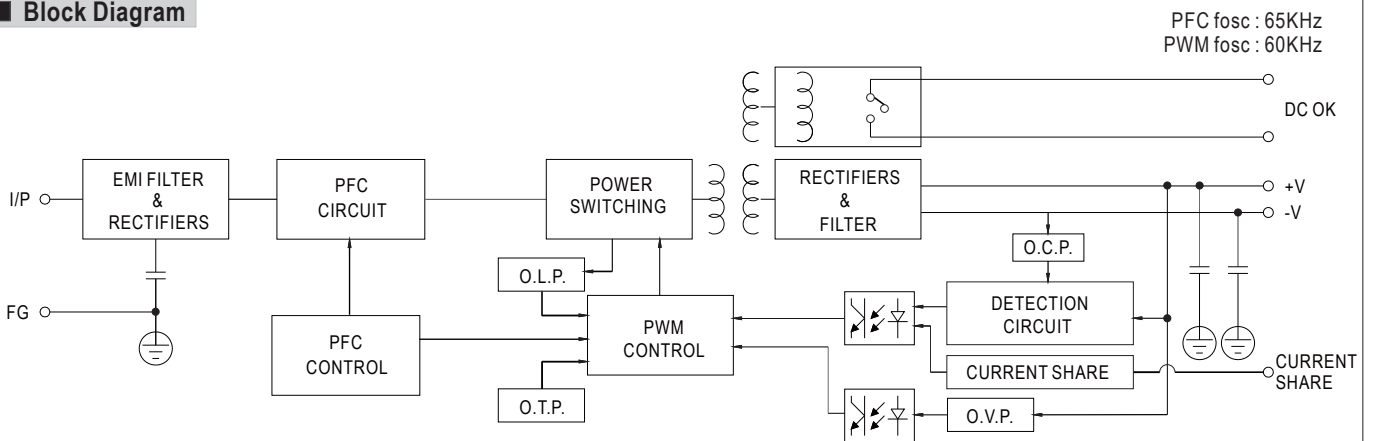 Block Diagram
PFC fosc : 65KHz
PWM fosc : 60KHz
DC OK
I/P
EMI FILTER
&
RECTIFIERS
PFC
CIRCUIT
POWER
SWITCHING
RECTIFIERS
&
FILTER
+V
-V
O.L.P.
O.C.P.
FG
PFC
CONTROL
PWM
CONTROL
DETECTION
CIRCUIT
O.T.P.
CURRENT SHARE
CURRENT
SHARE
O.V.P.